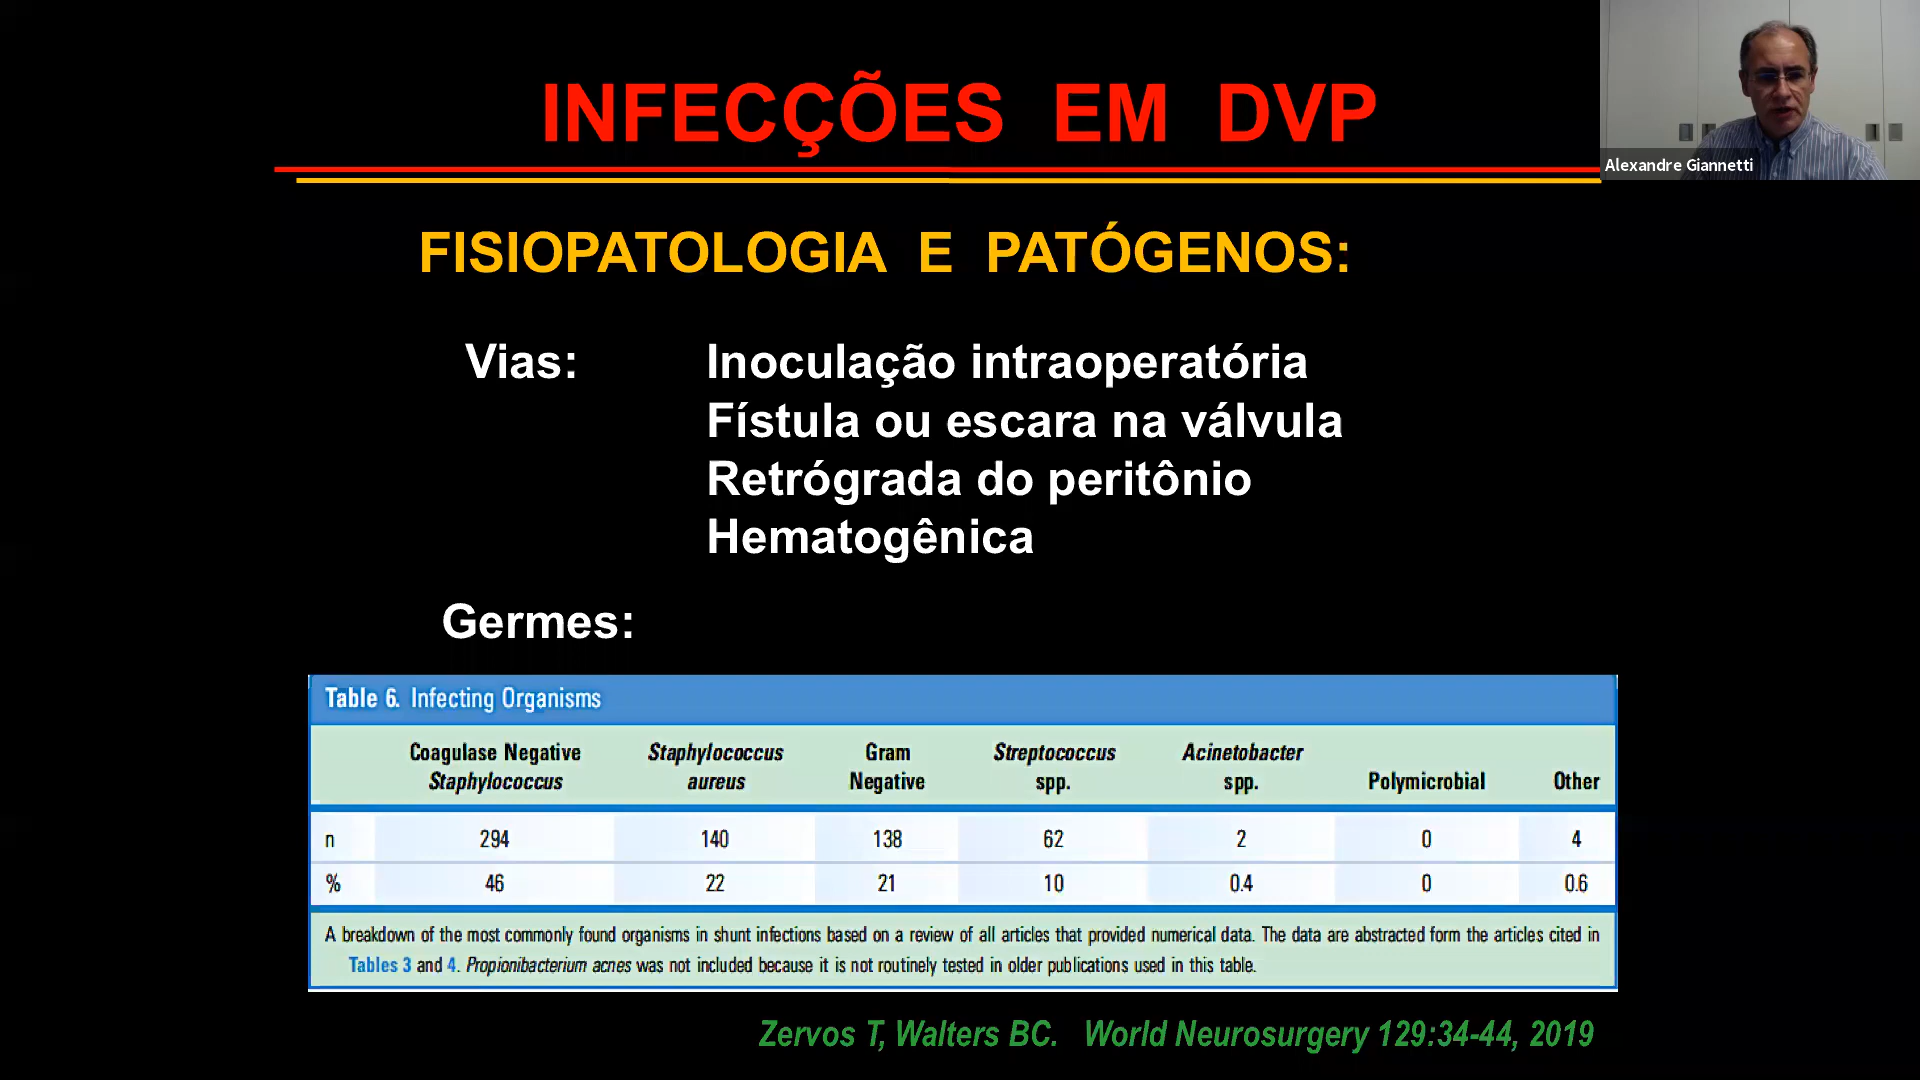 INFECÇÕES EM DVP
Alexandre Giannetti
FISIOPATOLOGIA E PATÓGENOS:
Vias: Inoculação intraoperatória
Fístula ou escara na válvula
Retrógrada do peritônio
Hematogênica
Germes:
Table 6. Infecting Organisms
Coagulase Negative Staphylococcus Staphylococcus aureus Gram Negative Streptococcus spp. Acinetobacter spp. Polymicrobial Other
n 294 140 138 62 2 0 4
% 46 22 21 10 0.4 0 0.6
A breakdown of the most commonly found organisms in shunt infections based on a review of all articles that provided numerical data. The data are abstracted form the articles cited in
Tables 3 and 4. Propionibacterium acnes was not included because it is not routinely tested in older publications used in this table.
Zervos T, Walters BC. World Neurosurgery 129:34-44, 2019